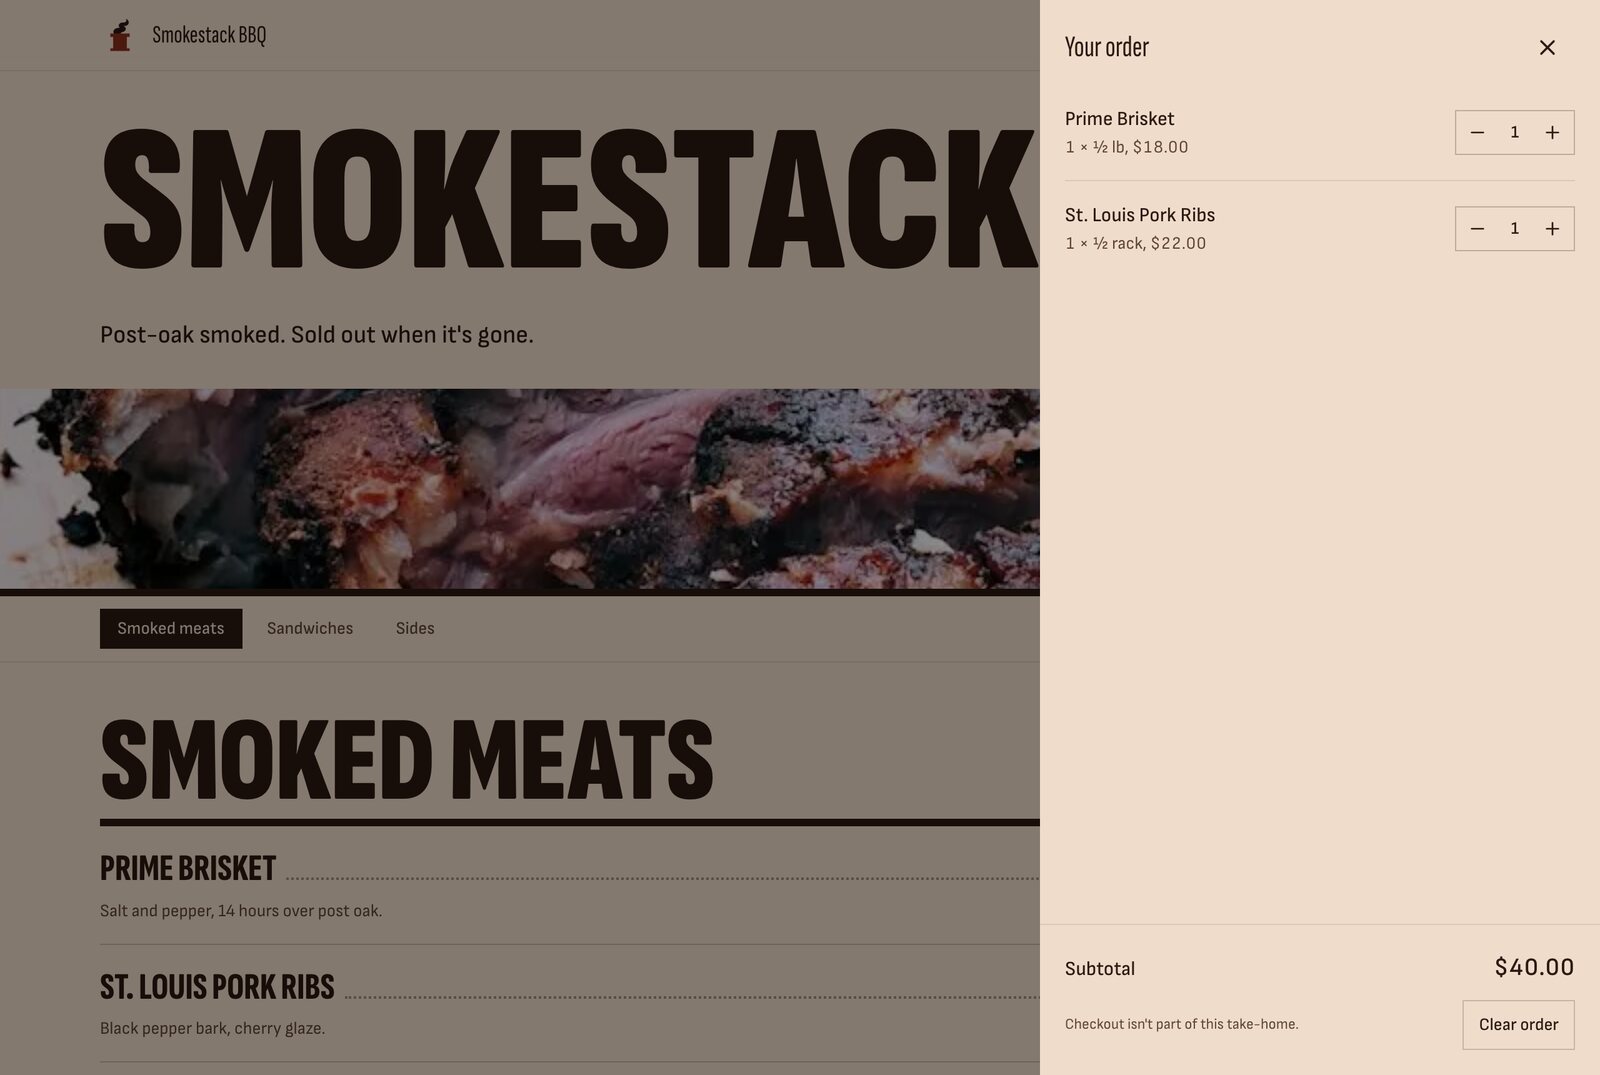 Smokestack BBQ
SMOKESTACK
Post-oak smoked. Sold out when it's gone.
Smoked meats
Sandwiches
Sides
SMOKED MEATS
PRIME BRISKET
Salt and pepper, 14 hours over post oak.
ST. LOUIS PORK RIBS
Black pepper bark, cherry glaze.
Your order
Prime Brisket
1 × ½ lb, $18.00
− 1 +
St. Louis Pork Ribs
1 × ½ rack, $22.00
− 1 +
Subtotal
$40.00
Checkout isn't part of this take-home.
Clear order